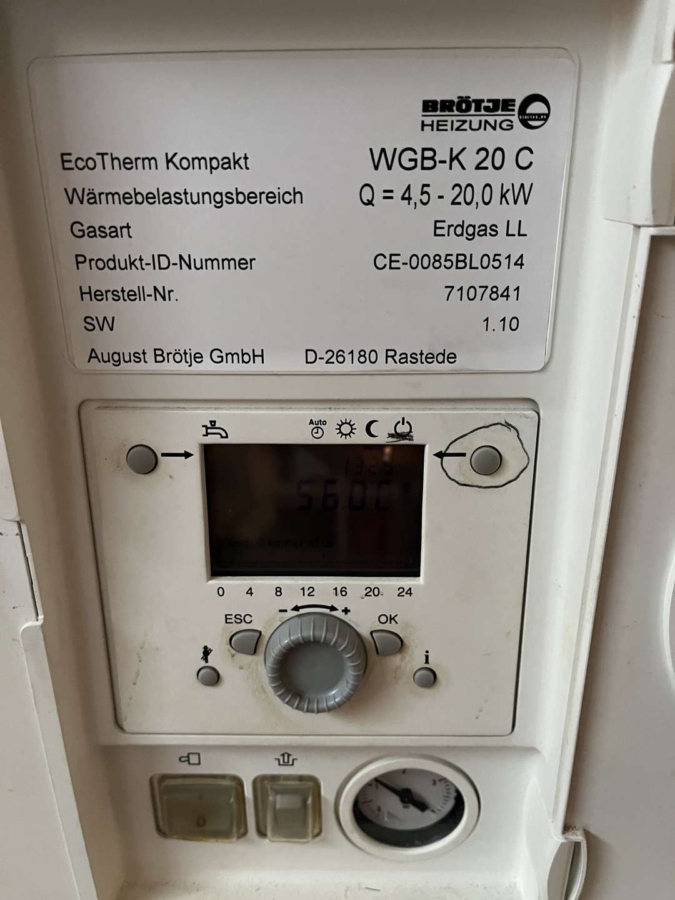 BRÖTJE
HEIZUNG
EcoTherm Kompakt WGB-K 20 C
Wärmebelastungsbereich Q = 4,5 - 20,0 kW
Gasart Erdgas LL
Produkt-ID-Nummer CE-0085BL0514
Herstell-Nr. 7107841
SW 1.10
August Brötje GmbH D-26180 Rastede
Auto
0 4 8 12 16 20 24
- +
ESC OK
i